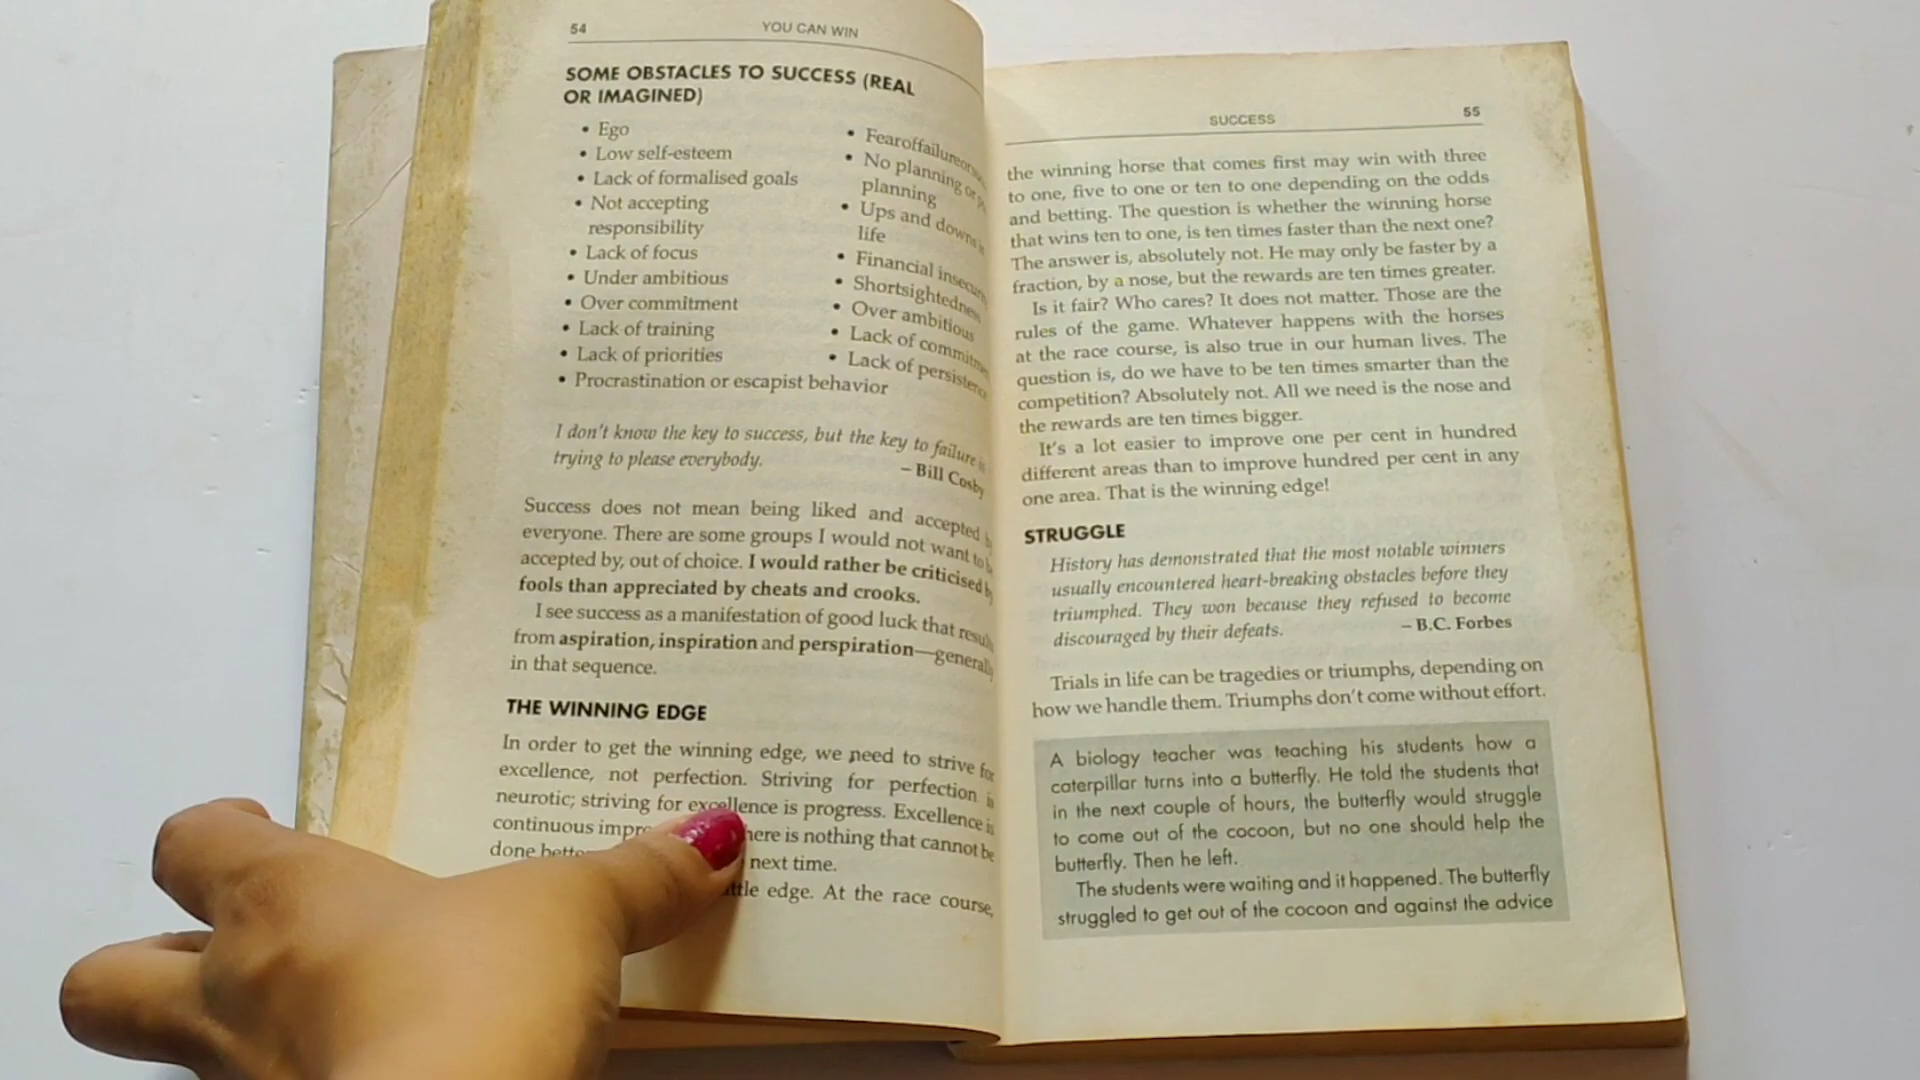 54
YOU CAN WIN
SOME OBSTACLES TO SUCCESS (REAL
OR IMAGINED)
• Ego
• Low self-esteem
• Lack of formalised goals
• Not accepting
responsibility
• Lack of focus
• Under ambitious
• Over commitment
• Lack of training
• Lack of priorities
• Procrastination or escapist behavior
• Fearoffailureor
• No planning or
planning
• Ups and downs
life
• Financial
• Shortsightedness
• Over ambitious
• Lack of
• Lack of
I don't know the key to success, but the key to failure
trying to please everybody.
– Bill Cosby
Success does not mean being liked and accepted
everyone. There are some groups I would not want to
accepted by, out of choice. I would rather be criticised
fools than appreciated by cheats and crooks.
I see success as a manifestation of good luck that
from aspiration, inspiration and perspiration—generally
in that sequence.
THE WINNING EDGE
In order to get the winning edge, we need to strive for
excellence, not perfection. Striving for perfection is
neurotic; striving for excellence is progress. Excellence is
continuous here is nothing that cannot be
done next time.
edge. At the race course,
SUCCESS
55
the winning horse that comes first may win with three
to one, five to one or ten to one depending on the odds
and betting. The question is whether the winning horse
that wins ten to one, is ten times faster than the next one?
The answer is, absolutely not. He may only be faster by a
fraction, by a nose, but the rewards are ten times greater.
Is it fair? Who cares? It does not matter. Those are the
rules of the game. Whatever happens with the horses
at the race course, is also true in our human lives. The
question is, do we have to be ten times smarter than the
competition? Absolutely not. All we need is the nose and
the rewards are ten times bigger.
It's a lot easier to improve one per cent in hundred
different areas than to improve hundred per cent in any
one area. That is the winning edge!
STRUGGLE
History has demonstrated that the most notable winners
usually encountered heart-breaking obstacles before they
triumphed. They won because they refused to become
discouraged by their defeats.
– B.C. Forbes
Trials in life can be tragedies or triumphs, depending on
how we handle them. Triumphs don't come without effort.
A biology teacher was teaching his students how a
caterpillar turns into a butterfly. He told the students that
in the next couple of hours, the butterfly would struggle
to come out of the cocoon, but no one should help the
butterfly. Then he left.
The students were waiting and it happened. The butterfly
struggled to get out of the cocoon and against the advice